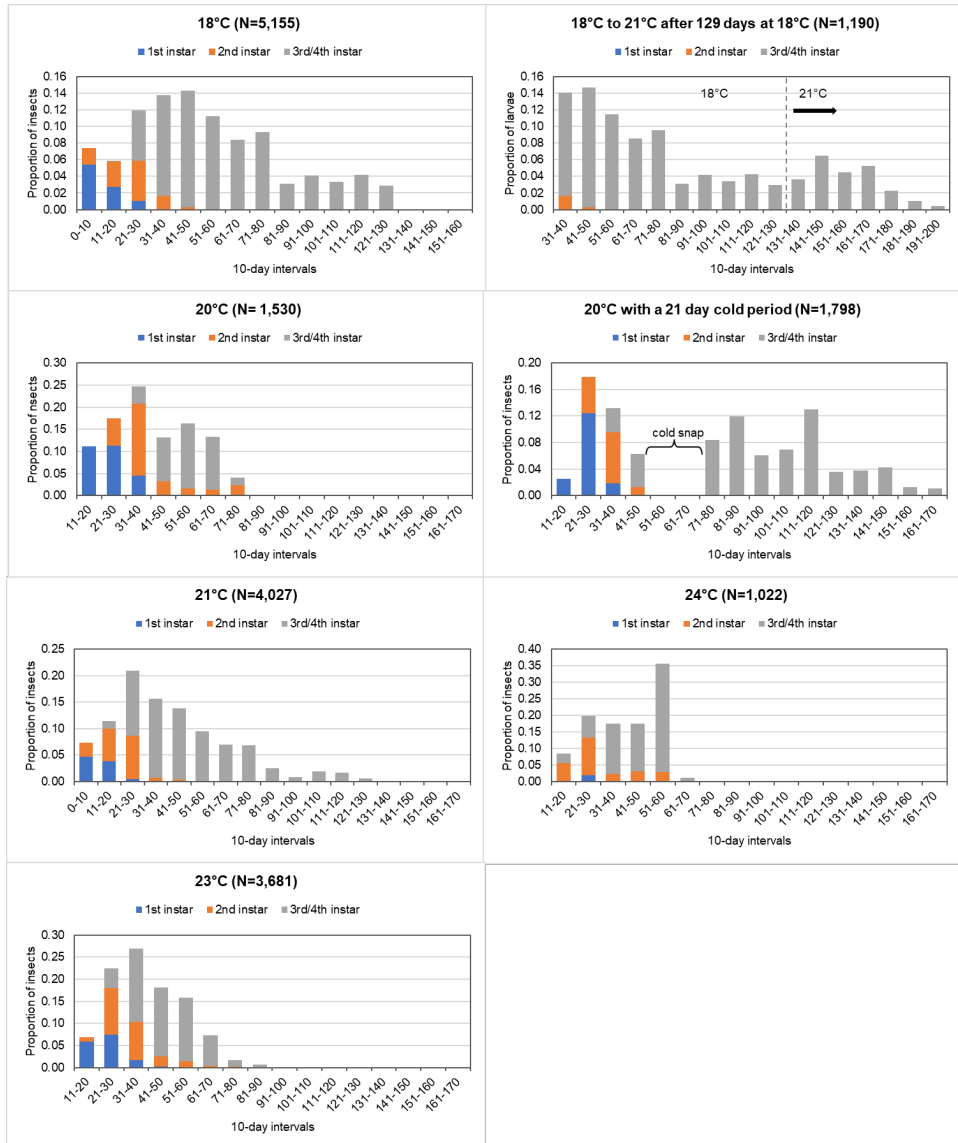 18°C (N=5,155)
1st instar 2nd instar 3rd/4th instar
Proportion of insects
0.16
0.14
0.12
0.10
0.08
0.06
0.04
0.02
0.00
0-10 11-20 21-30 31-40 41-50 51-60 61-70 71-80 81-90 91-100 101-110 111-120 121-130 131-140 141-150 151-160
10-day intervals
18°C to 21°C after 129 days at 18°C (N=1,190)
1st instar 2nd instar 3rd/4th instar
Proportion of larvae
0.16
0.14
0.12
0.10
0.08
0.06
0.04
0.02
0.00
18°C 21°C
31-40 41-50 51-60 61-70 71-80 81-90 91-100 101-110 111-120 121-130 131-140 141-150 151-160 161-170 171-180 181-190 191-200
10-day intervals
20°C (N= 1,530)
1st instar 2nd instar 3rd/4th instar
Proportion of nsects
0.30
0.25
0.20
0.15
0.10
0.05
0.00
11-20 21-30 31-40 41-50 51-60 61-70 71-80 81-90 91-100 101-110 111-120 121-130 131-140 141-150 151-160 161-170
10-day intervals
20°C with a 21 day cold period (N=1,798)
1st instar 2nd instar 3rd/4th instar
Proportion of insects
0.20
0.16
0.12
0.08
0.04
0.00
cold snap
11-20 21-30 31-40 41-50 51-60 61-70 71-80 81-90 91-100 101-110 111-120 121-130 131-140 141-150 151-160 161-170
10-day intervals
21°C (N=4,027)
1st instar 2nd instar 3rd/4th instar
Proportion of insects
0.25
0.20
0.15
0.10
0.05
0.00
0-10 11-20 21-30 31-40 41-50 51-60 61-70 71-80 81-90 91-100 101-110 111-120 121-130 131-140 141-150 151-160 161-170
10-day intervals
24°C (N=1,022)
1st instar 2nd instar 3rd/4th instar
Proportion of insects
0.40
0.35
0.30
0.25
0.20
0.15
0.10
0.05
0.00
11-20 21-30 31-40 41-50 51-60 61-70 71-80 81-90 91-100 101-110 111-120 121-130 131-140 141-150 151-160 161-170
10-day intervals
23°C (N=3,681)
1st instar 2nd instar 3rd/4th instar
Proportion of insects
0.30
0.25
0.20
0.15
0.10
0.05
0.00
11-20 21-30 31-40 41-50 51-60 61-70 71-80 81-90 91-100 101-110 111-120 121-130 131-140 141-150 151-160 161-170
10-day intervals